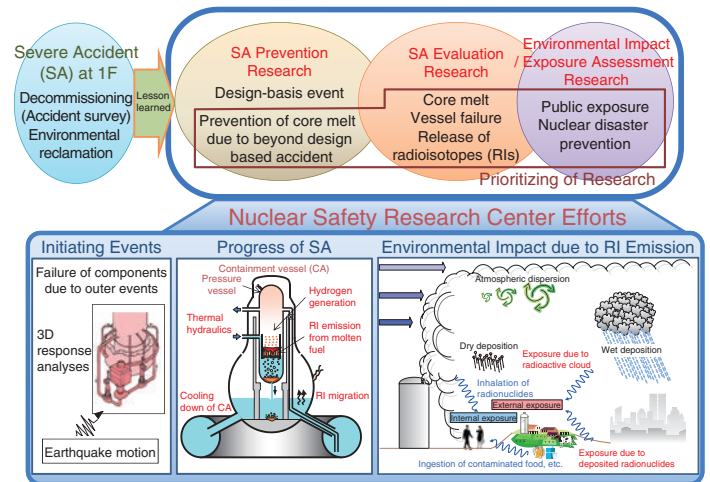 Severe Accident
(SA) at 1F
Decommissioning
(Accident survey)
Environmental
reclamation
Lesson
learned
SA Prevention
Research
Design-basis event
Prevention of core melt
due to beyond design
based accident
SA Evaluation
Research
Core melt
Vessel failure
Release of
radioisotopes (RIs)
Environmental Impact
/ Exposure Assessment
Research
Public exposure
Nuclear disaster
prevention
Prioritizing of Research
Nuclear Safety Research Center Efforts
Initiating Events
Failure of components
due to outer events
3D
response
analyses
Earthquake motion
Progress of SA
Containment vessel (CA)
Pressure
vessel
Hydrogen
generation
Thermal
hydraulics
RI emission
from molten
fuel
Cooling
down of CA
RI migration
Environmental Impact due to RI Emission
Atmospheric dispersion
Dry deposition
Wet deposition
Exposure due to
radioactive cloud
Inhalation of
radionuclides
External exposure
Internal exposure
Ingestion of contaminated food, etc.
Exposure due to
deposited radionuclides